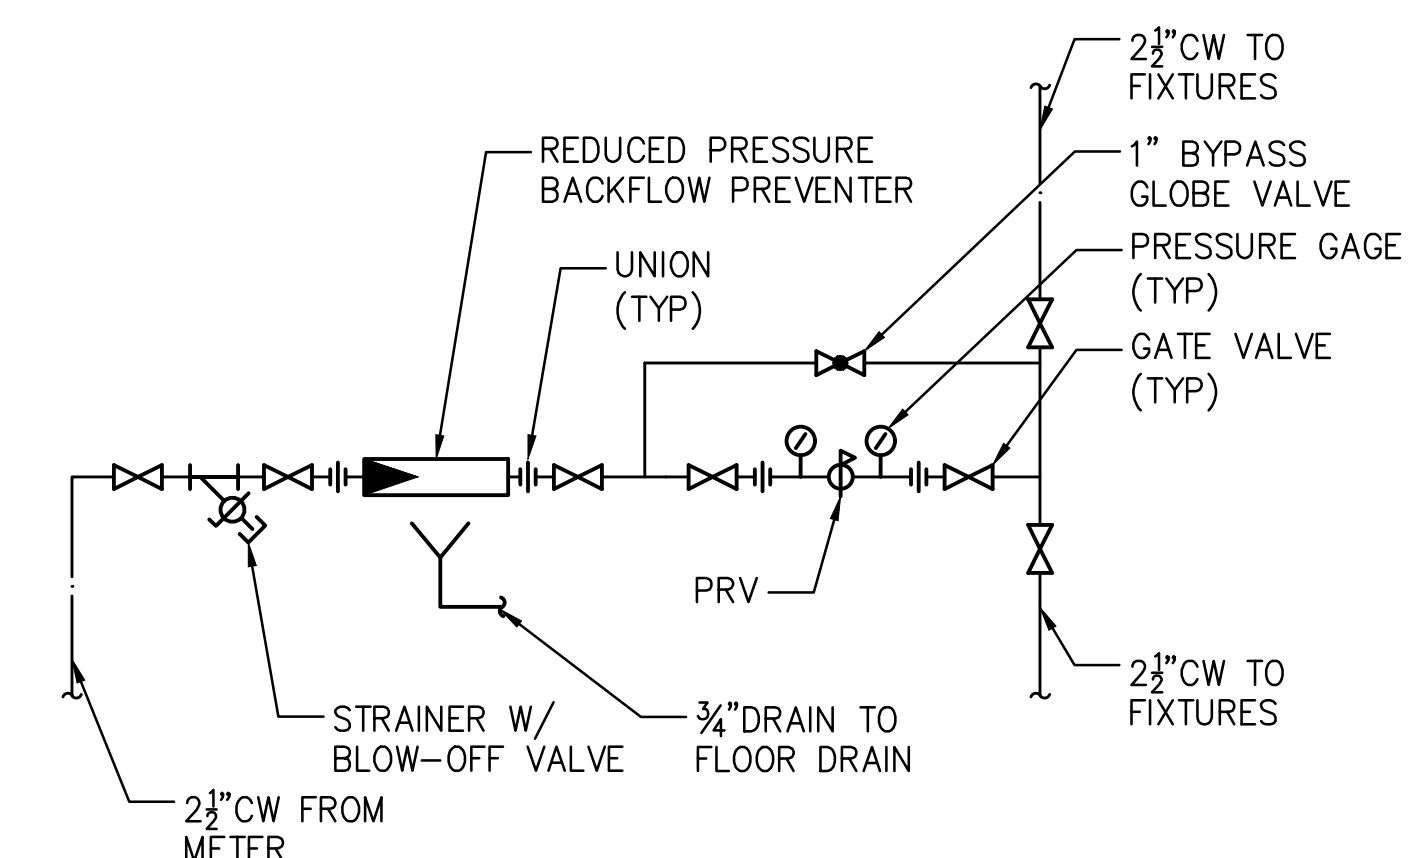 2½"CW TO
FIXTURES
1" BYPASS
GLOBE VALVE
PRESSURE GAGE
(TYP)
GATE VALVE
(TYP)
REDUCED PRESSURE
BACKFLOW PREVENTER
UNION
(TYP)
PRV
2½"CW TO
FIXTURES
STRAINER W/
BLOW-OFF VALVE
¾"DRAIN TO
FLOOR DRAIN
2½"CW FROM
METER